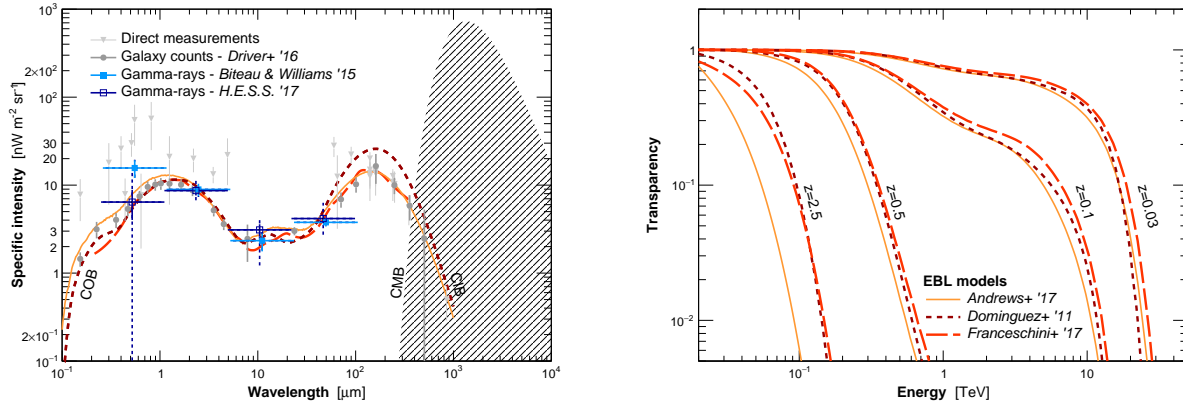 Specific intensity [nW m⁻² sr⁻¹]
10³
2×10²
10²
30
20
10
3
2
1
2×10⁻¹
10⁻¹
Direct measurements
Galaxy counts - Driver+ '16
Gamma-rays - Biteau & Williams '15
Gamma-rays - H.E.S.S. '17
COB
CMB
CIB
10⁻¹ 1 10 10² 10³ 10⁴
Wavelength [μm]
Transparency
1
10⁻¹
10⁻²
z=2.5
z=0.5
z=0.1
z=0.03
EBL models
Andrews+ '17
Dominguez+ '11
Franceschini+ '17
10⁻¹ 1 10
Energy [TeV]